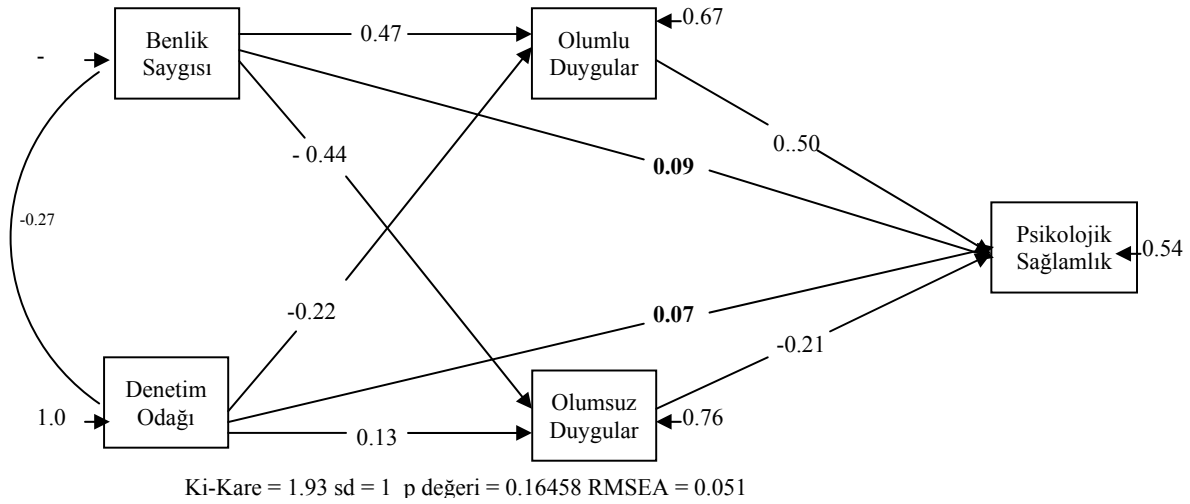 Benlik
Saygısı
-
0.47
Olumlu
Duygular
0.67
- 0.44
0.09
0..50
-0.27
Psikolojik
Sağlamlık
0.54
-0.22
0.07
-0.21
Denetim
Odağı
1.0
0.13
Olumsuz
Duygular
0.76
Ki-Kare = 1.93 sd = 1 p değeri = 0.16458 RMSEA = 0.051